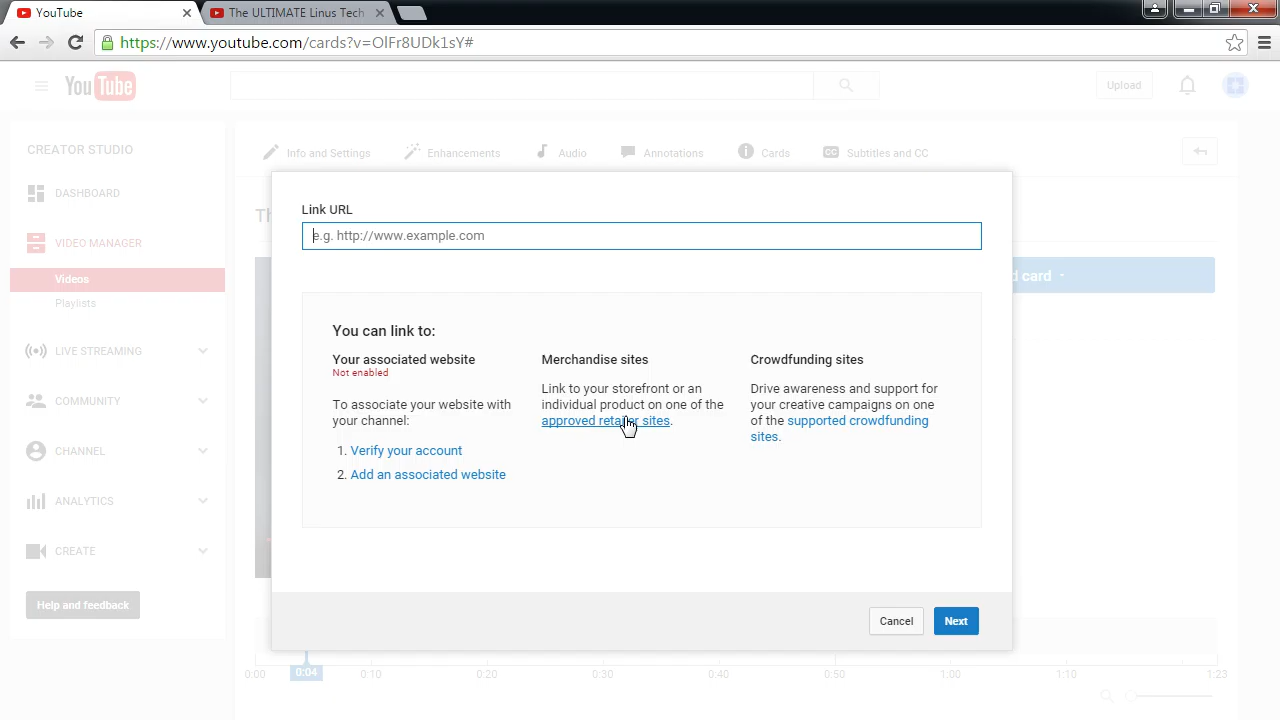 YouTube
The ULTIMATE Linus Tech
https://www.youtube.com/cards?v=OlFr8UDk1sY#
YouTube
Upload
CREATOR STUDIO
Info and Settings
Enhancements
Audio
Annotations
Cards
CC
Subtitles and CC
DASHBOARD
VIDEO MANAGER
Videos
Playlists
LIVE STREAMING
COMMUNITY
CHANNEL
ANALYTICS
CREATE
Help and feedback
Th
d card
Link URL
e.g. http://www.example.com
You can link to:
Your associated website
Not enabled
To associate your website with
your channel:
1. Verify your account
2. Add an associated website
Merchandise sites
Link to your storefront or an
individual product on one of the
approved retailer sites.
Crowdfunding sites
Drive awareness and support for
your creative campaigns on one
of the supported crowdfunding
sites.
Cancel
Next
0:00
0:04
0:10
0:20
0:30
0:40
0:50
1:00
1:10
1:23